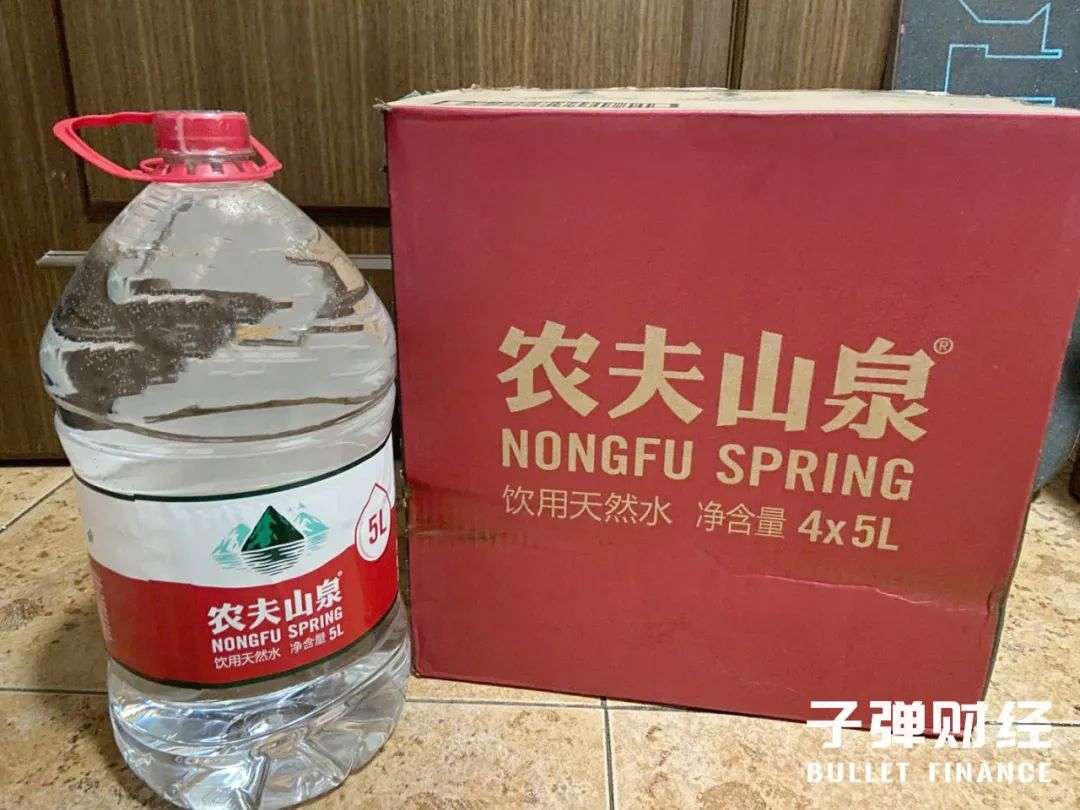 5L
农夫山泉®
NONGFU SPRING
饮用天然水 净含量 5L
农夫山泉®
NONGFU SPRING
饮用天然水 净含量 4x5L
子弹财经
BULLET FINANCE